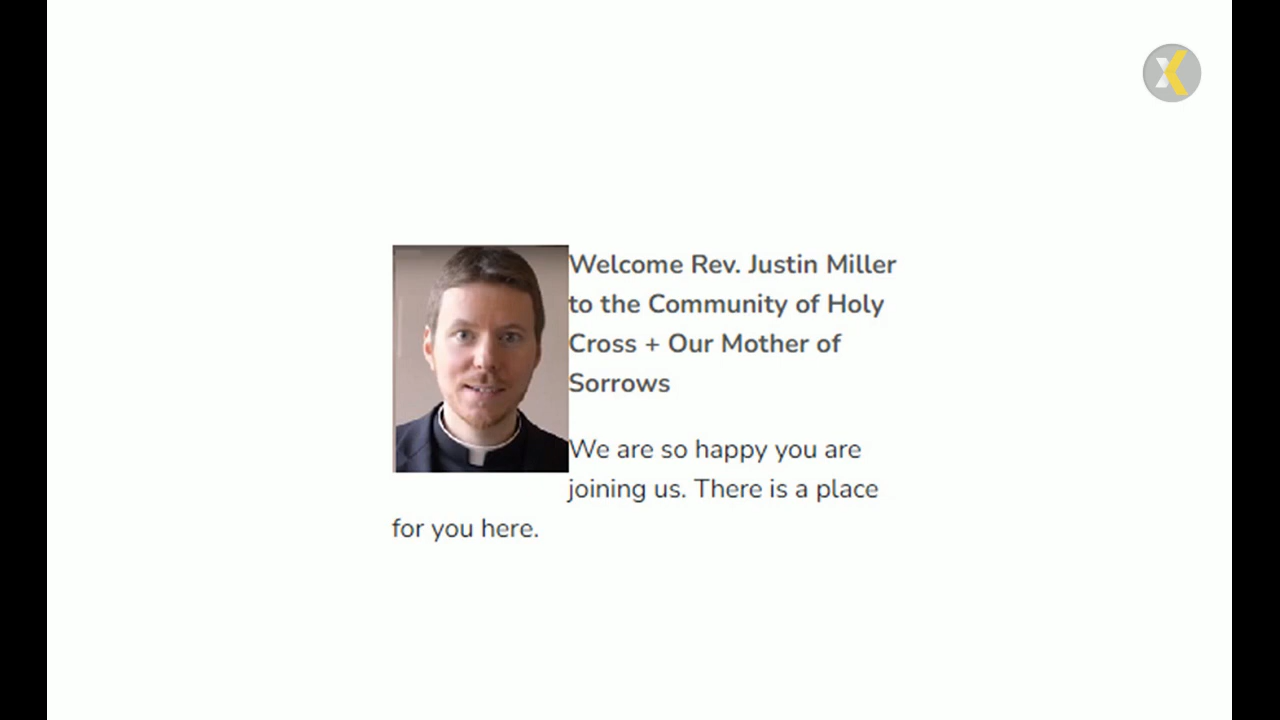 Welcome Rev. Justin Miller
to the Community of Holy
Cross + Our Mother of
Sorrows
We are so happy you are
joining us. There is a place
for you here.